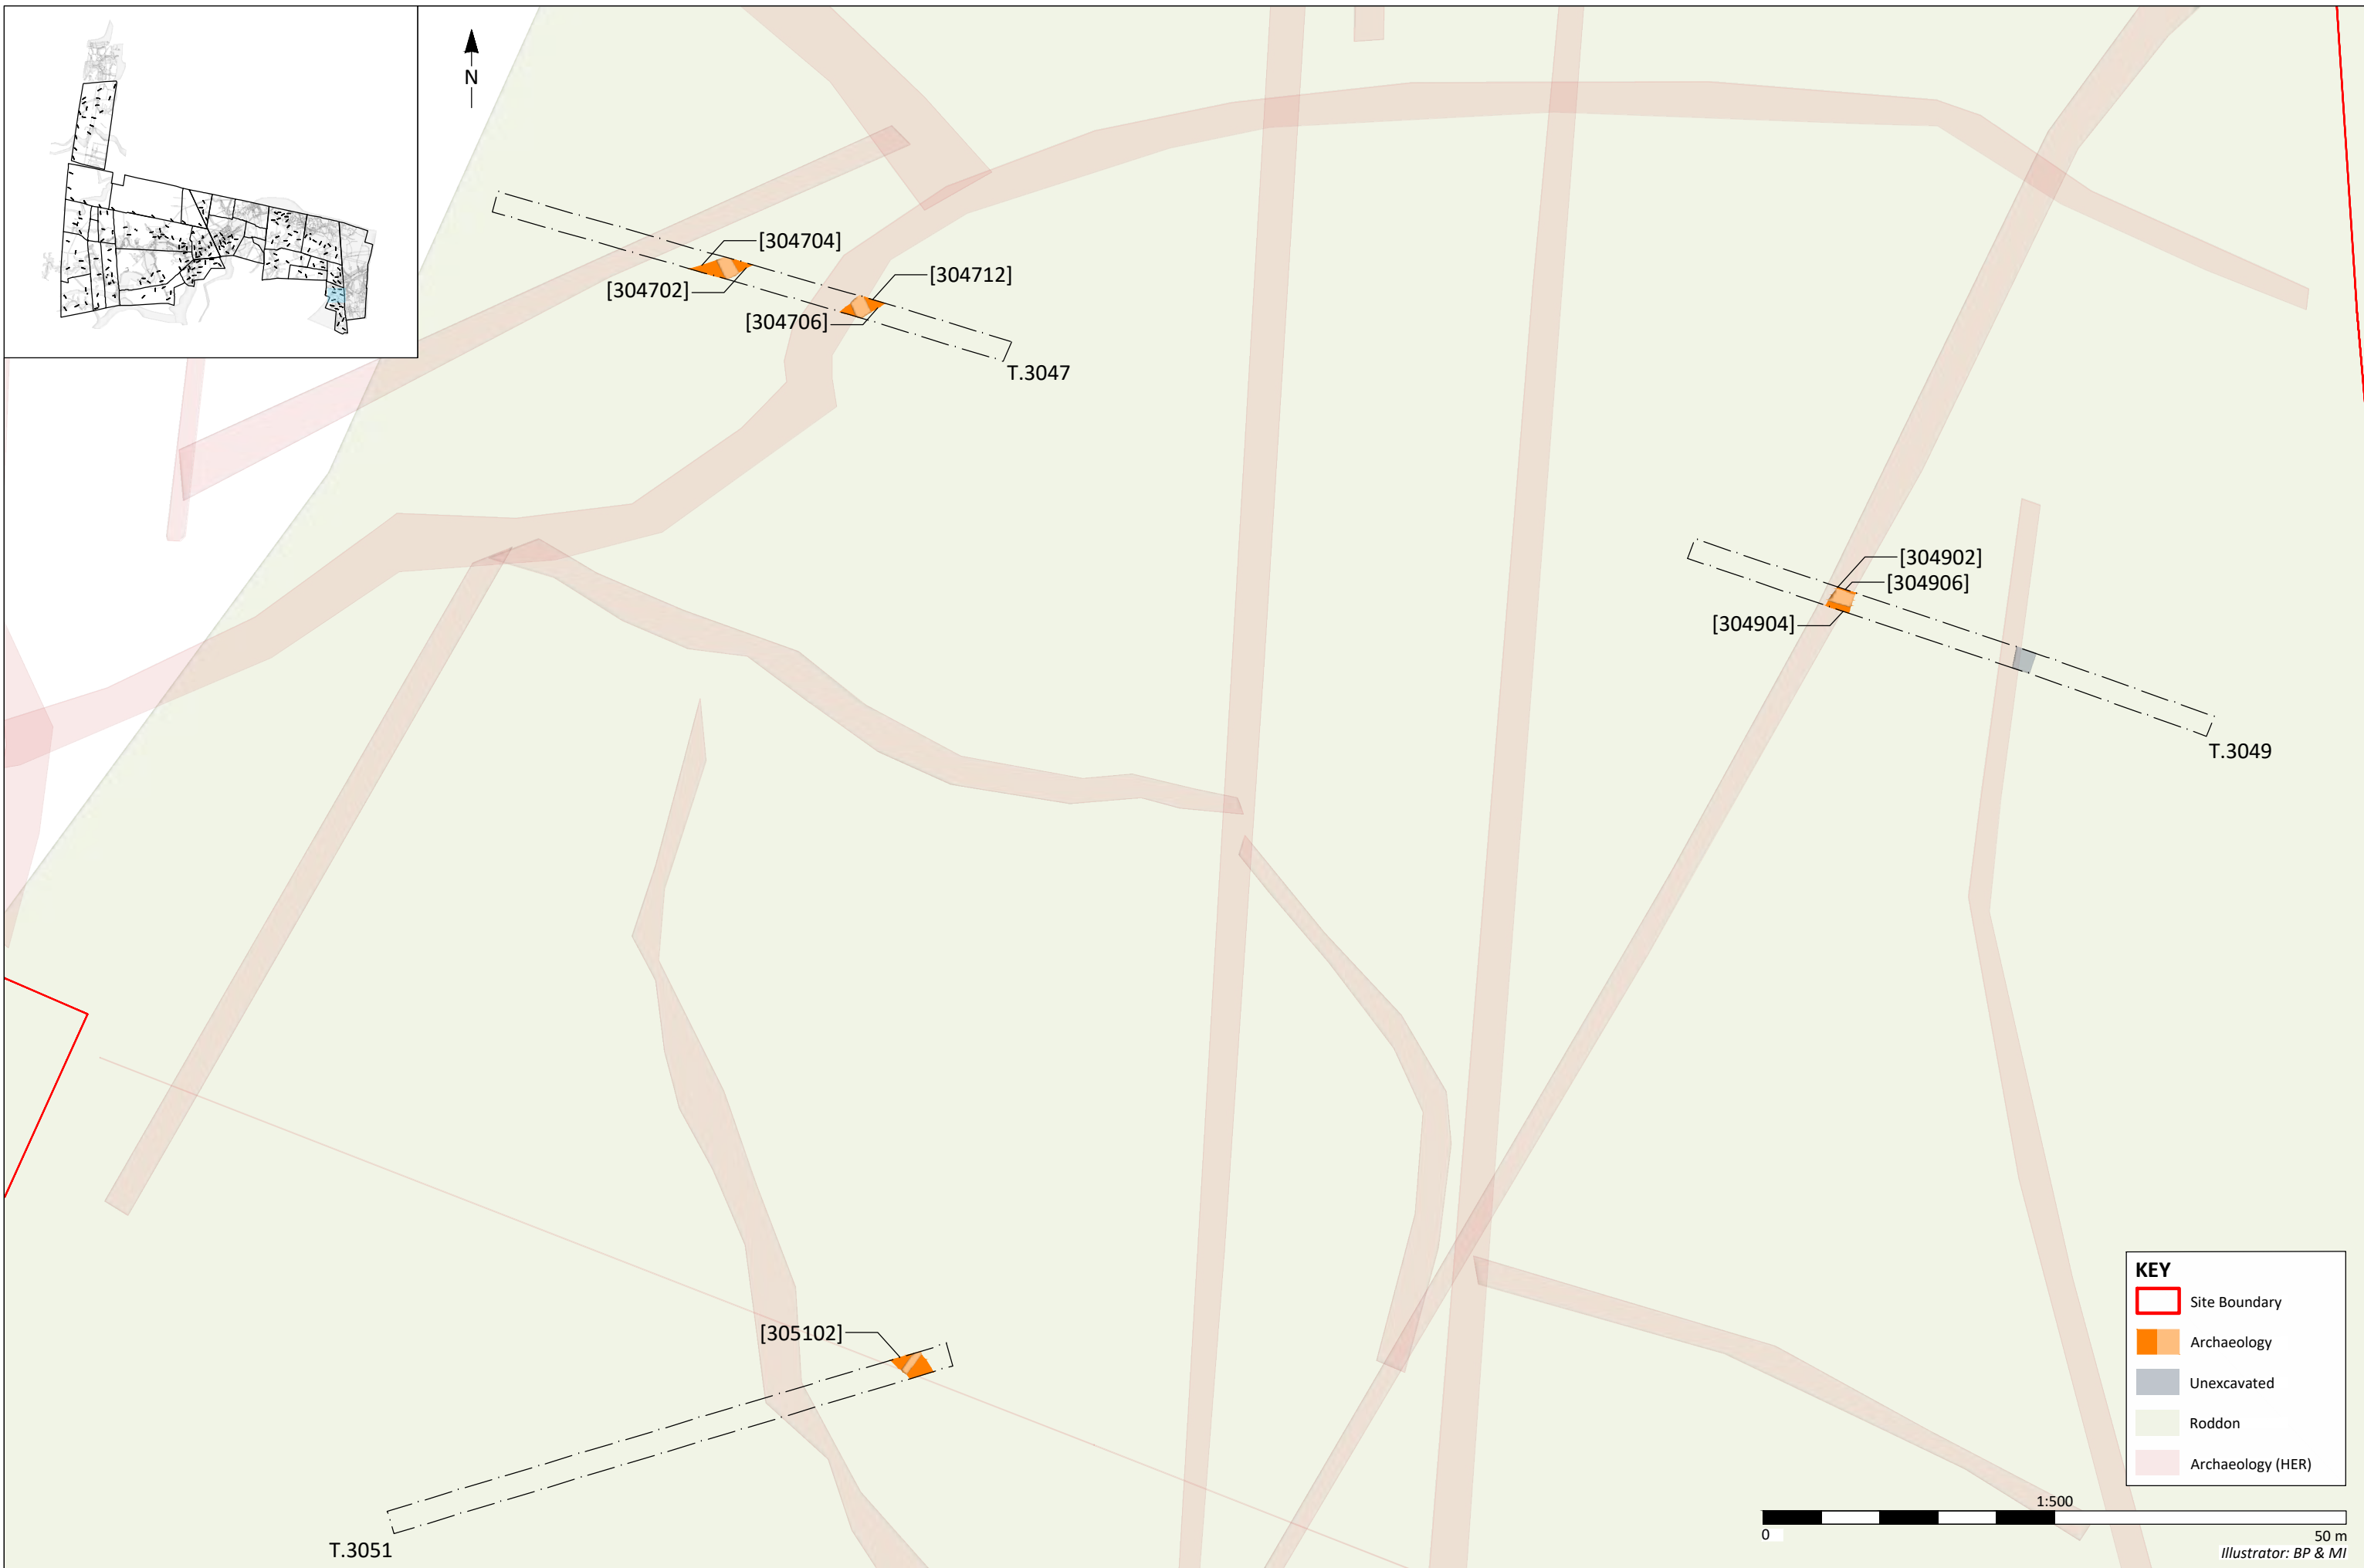 N
[304704]
[304712]
[304702]
[304706]
T.3047
[304902]
[304906]
[304904]
T.3049
[305102]
T.3051
KEY
Site Boundary
Archaeology
Unexcavated
Roddon
Archaeology (HER)
1:500
0
50 m
Illustrator: BP & MI